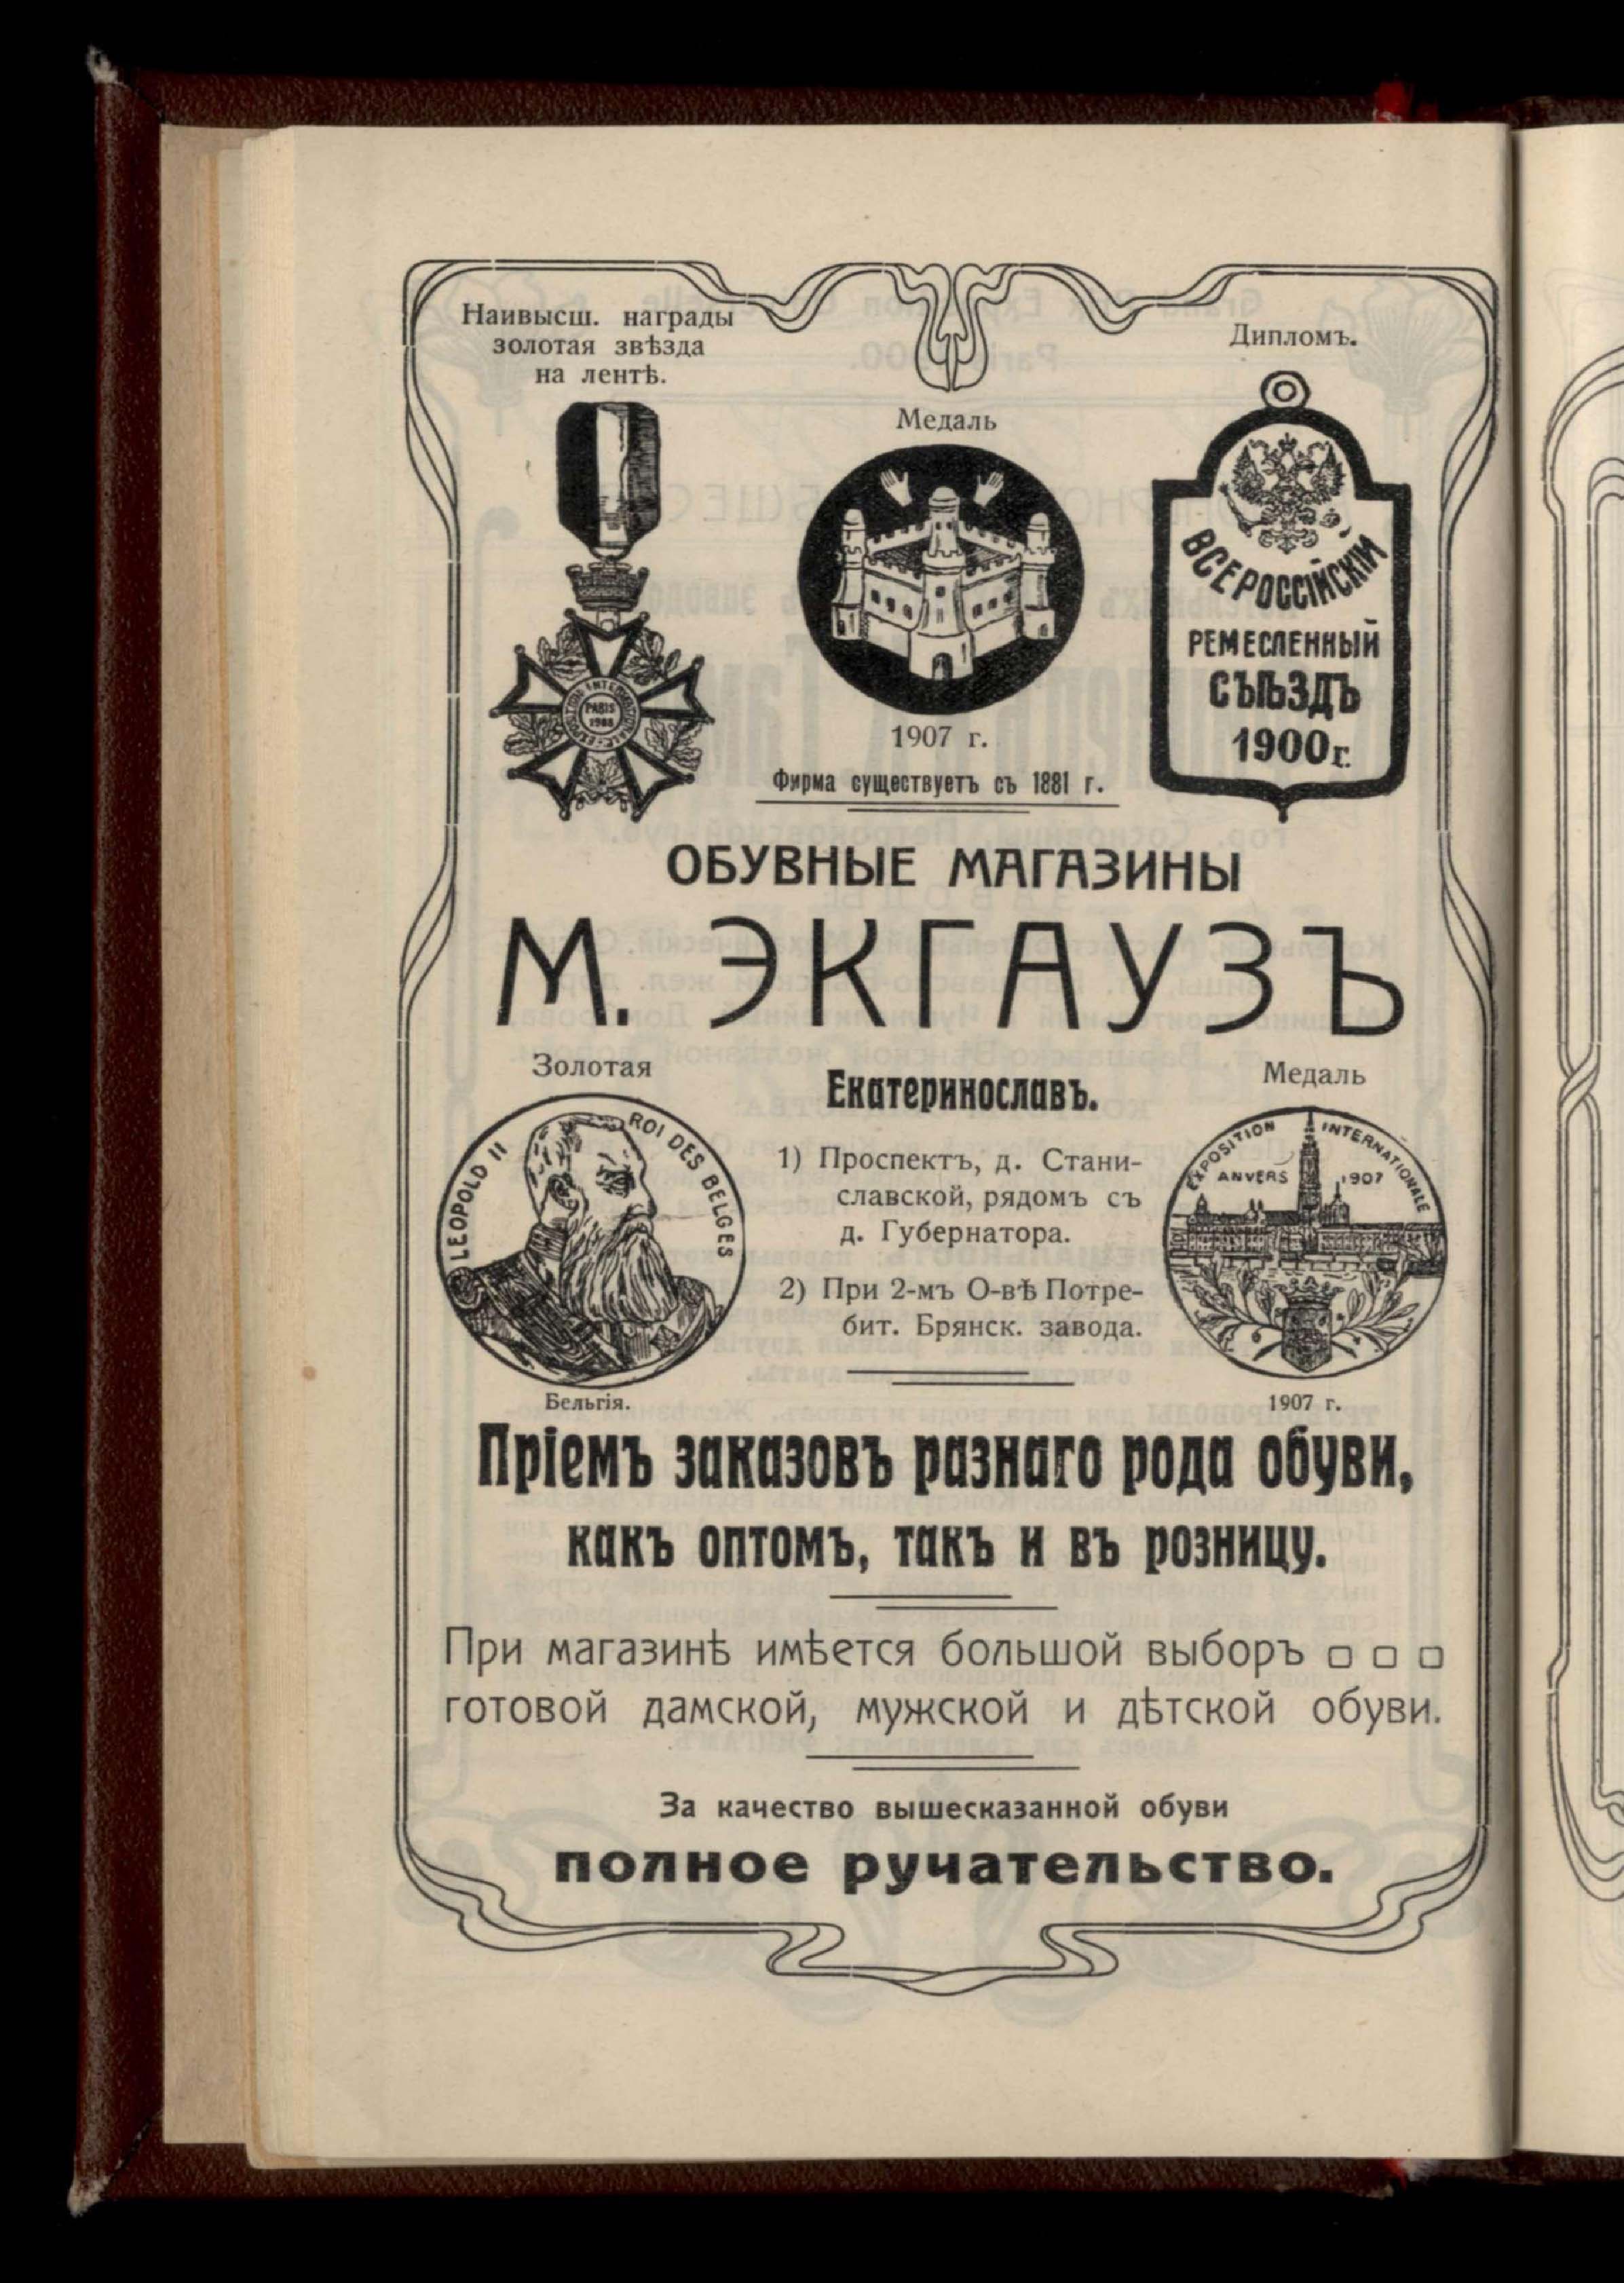 Наивысш. награды
золотая звѣзда
на лентѣ.
Медаль
Дипломъ.
EXPOSITION INTERNATIONALE
PARIS
ВСЕРОССІЙСКІЙ
РЕМЕСЛЕННЫЙ
СЪѢЗДЪ
1900г.
1907 г.
Фирма существуетъ съ 1881 г.
ОБУВНЫЕ МАГАЗИНЫ
М. ЭКГАУЗЪ
Золотая
LEOPOLD II ROI DES BELGES
Бельгія.
Екатеринославъ.
1) Проспектъ, д. Стани-
славской, рядомъ съ
д. Губернатора.
2) При 2-мъ О-вѣ Потре-
бит. Брянск. завода.
Медаль
EXPOSITION INTERNATIONALE
ANVERS 1907
1907 г.
Пріемъ заказовъ разнаго рода обуви,
какъ оптомъ, такъ и въ розницу.
При магазинѣ имѣется большой выборъ
готовой дамской, мужской и дѣтской обуви.
За качество вышесказанной обуви
полное ручательство.